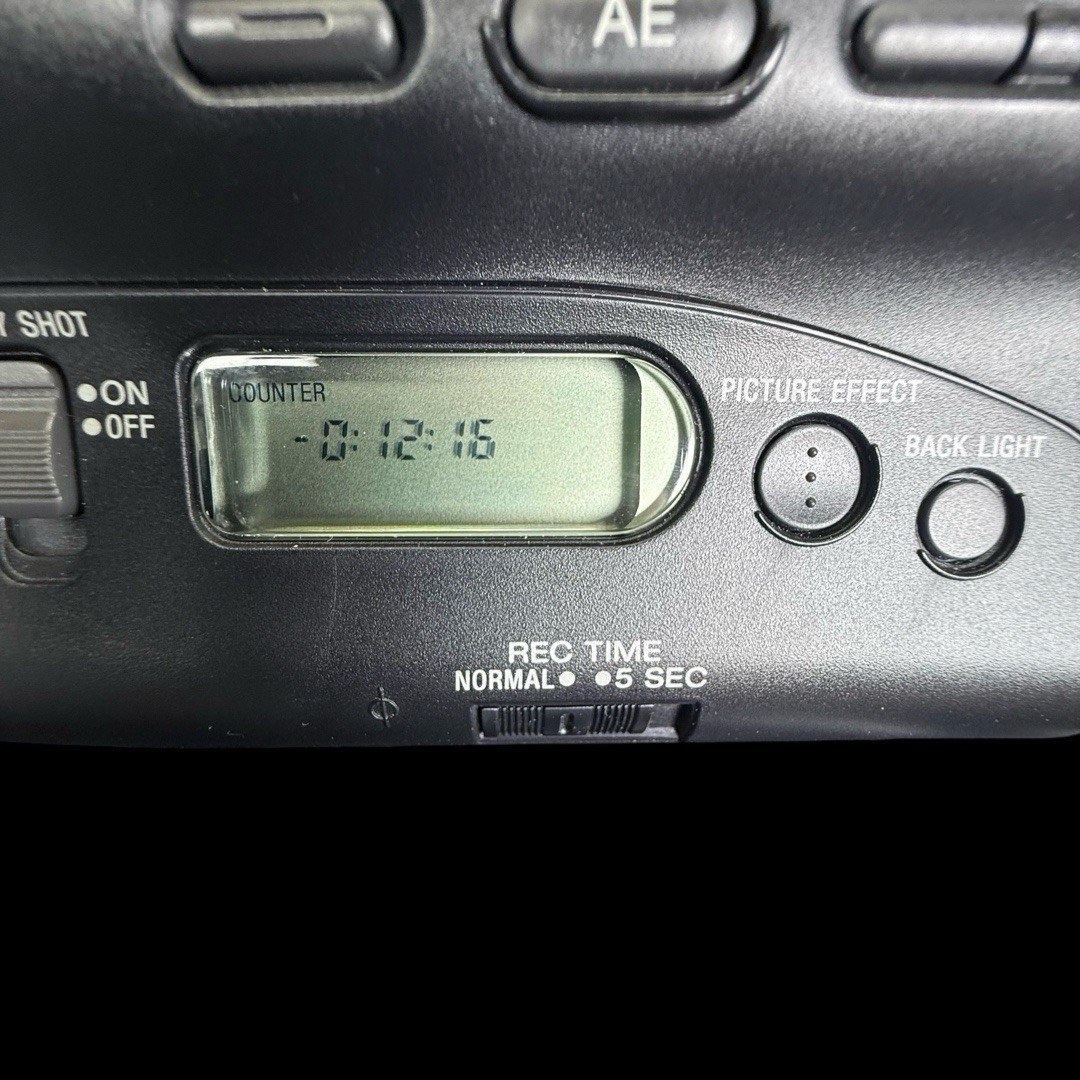 AE
SHOT
ON
OFF
COUNTER
-0:12:16
PICTURE EFFECT
BACK LIGHT
REC TIME
NORMAL 5 SEC